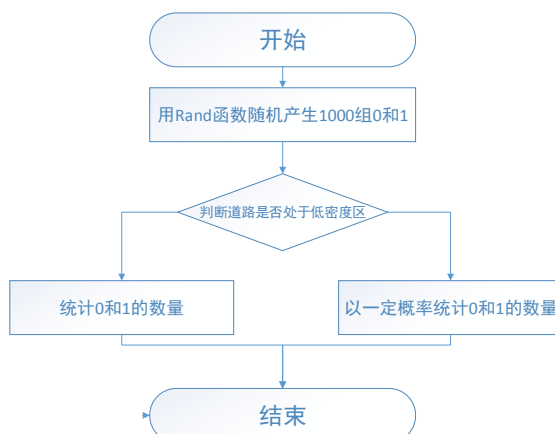 开始
用Rand函数随机产生1000组0和1
判断道路是否处于低密度区
统计0和1的数量
以一定概率统计0和1的数量
结束